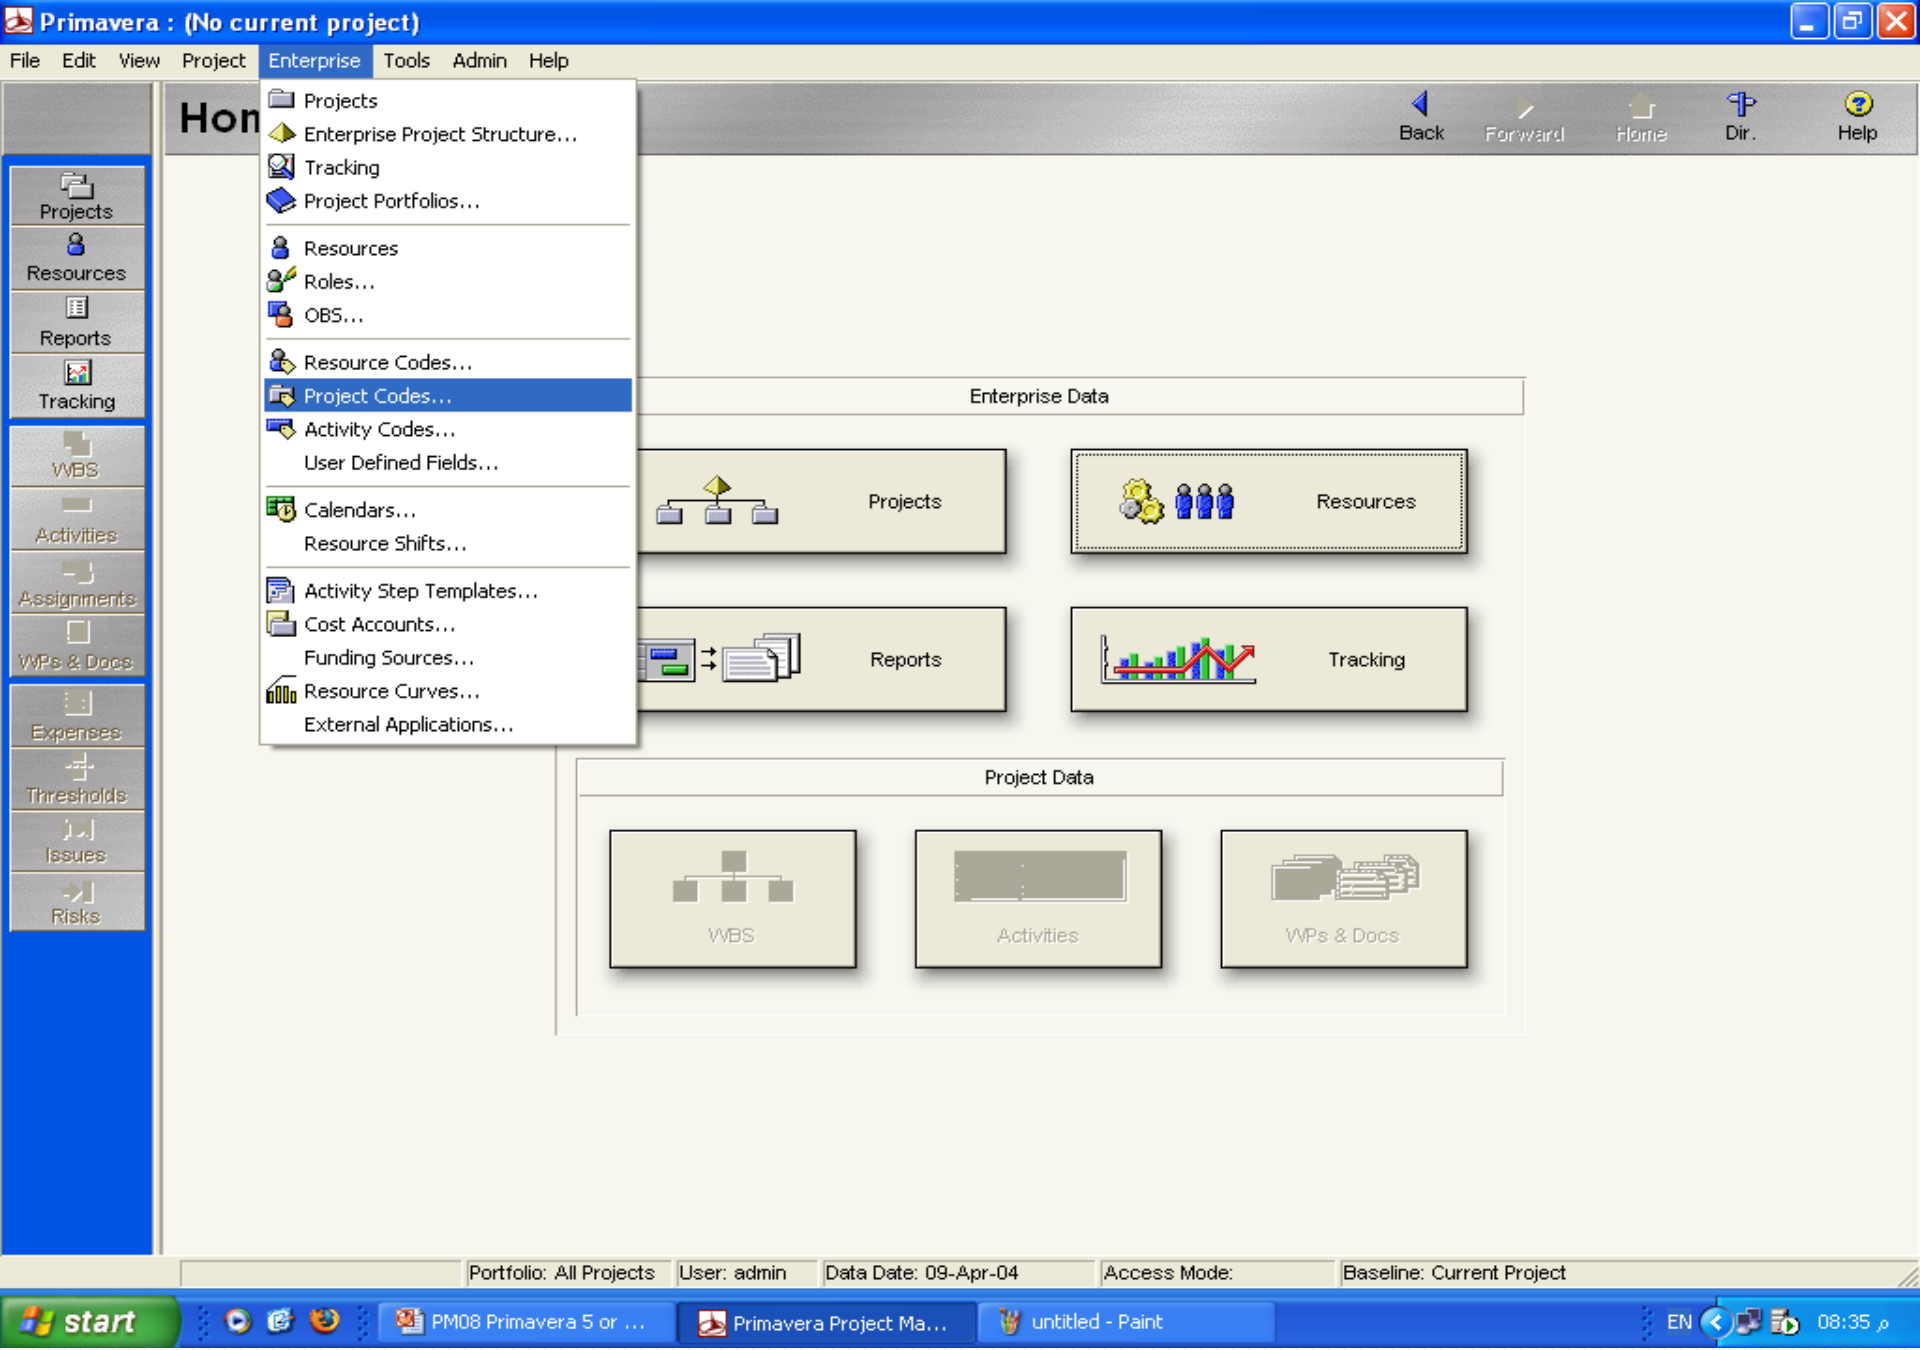 Primavera : (No current project)
File Edit View Project Enterprise Tools Admin Help
Hom
Back Forward Home Dir. Help
Projects
Enterprise Project Structure...
Tracking
Project Portfolios...
Resources
Roles...
OBS...
Resource Codes...
Project Codes...
Activity Codes...
User Defined Fields...
Calendars...
Resource Shifts...
Activity Step Templates...
Cost Accounts...
Funding Sources...
Resource Curves...
External Applications...
Projects
Resources
Reports
Tracking
WBS
Activities
Assignments
WPs & Docs
Expenses
Thresholds
Issues
Risks
Enterprise Data
Projects
Resources
Reports
Tracking
Project Data
WBS
Activities
WPs & Docs
Portfolio: All Projects User: admin Data Date: 09-Apr-04 Access Mode: Baseline: Current Project
start PM08 Primavera 5 or ... Primavera Project Ma... untitled - Paint EN 08:35 م